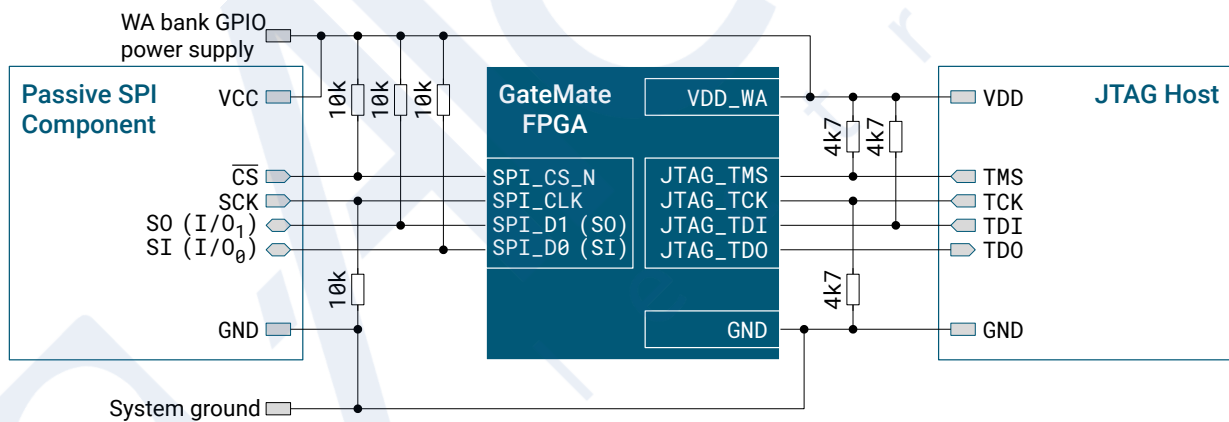 WA bank GPIO
power supply
Passive SPI
Component
VCC
CS
SCK
SO (I/O₁)
SI (I/O₀)
GND
System ground
10k
10k
10k
10k
GateMate
FPGA
VDD_WA
SPI_CS_N
SPI_CLK
SPI_D1 (SO)
SPI_D0 (SI)
JTAG_TMS
JTAG_TCK
JTAG_TDI
JTAG_TDO
GND
4k7
4k7
4k7
JTAG Host
VDD
TMS
TCK
TDI
TDO
GND